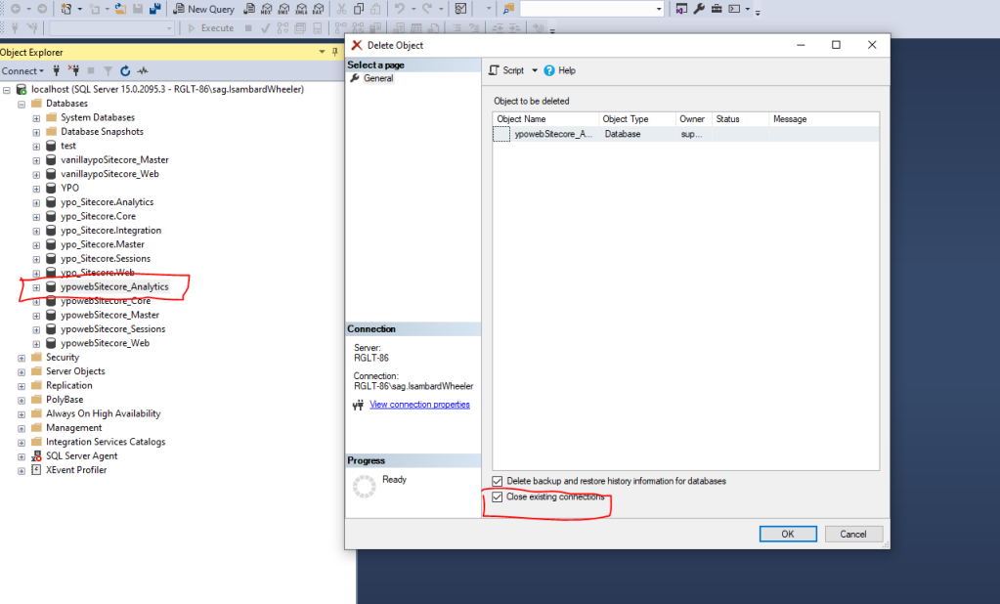 New Query
MDX DMX XMLA DAX
Execute
Object Explorer
Connect
localhost (SQL Server 15.0.2095.3 - RGLT-86\sag.IsambardWheeler)
Databases
System Databases
Database Snapshots
test
vanillaypoSitecore_Master
vanillaypoSitecore_Web
YPO
ypo_Sitecore.Analytics
ypo_Sitecore.Core
ypo_Sitecore.Integration
ypo_Sitecore.Master
ypo_Sitecore.Sessions
ypo_Sitecore.Web
ypowebSitecore_Analytics
ypowebSitecore_Core
ypowebSitecore_Master
ypowebSitecore_Sessions
ypowebSitecore_Web
Security
Server Objects
Replication
PolyBase
Always On High Availability
Management
Integration Services Catalogs
SQL Server Agent
XEvent Profiler
Delete Object
Select a page
General
Script Help
Object to be deleted
Object Name Object Type Owner Status Message
ypowebSitecore_A... Database sup...
Connection
Server:
RGLT-86
Connection:
RGLT-86\sag.IsambardWheeler
View connection properties
Progress
Ready
Delete backup and restore history information for databases
Close existing connections
OK Cancel